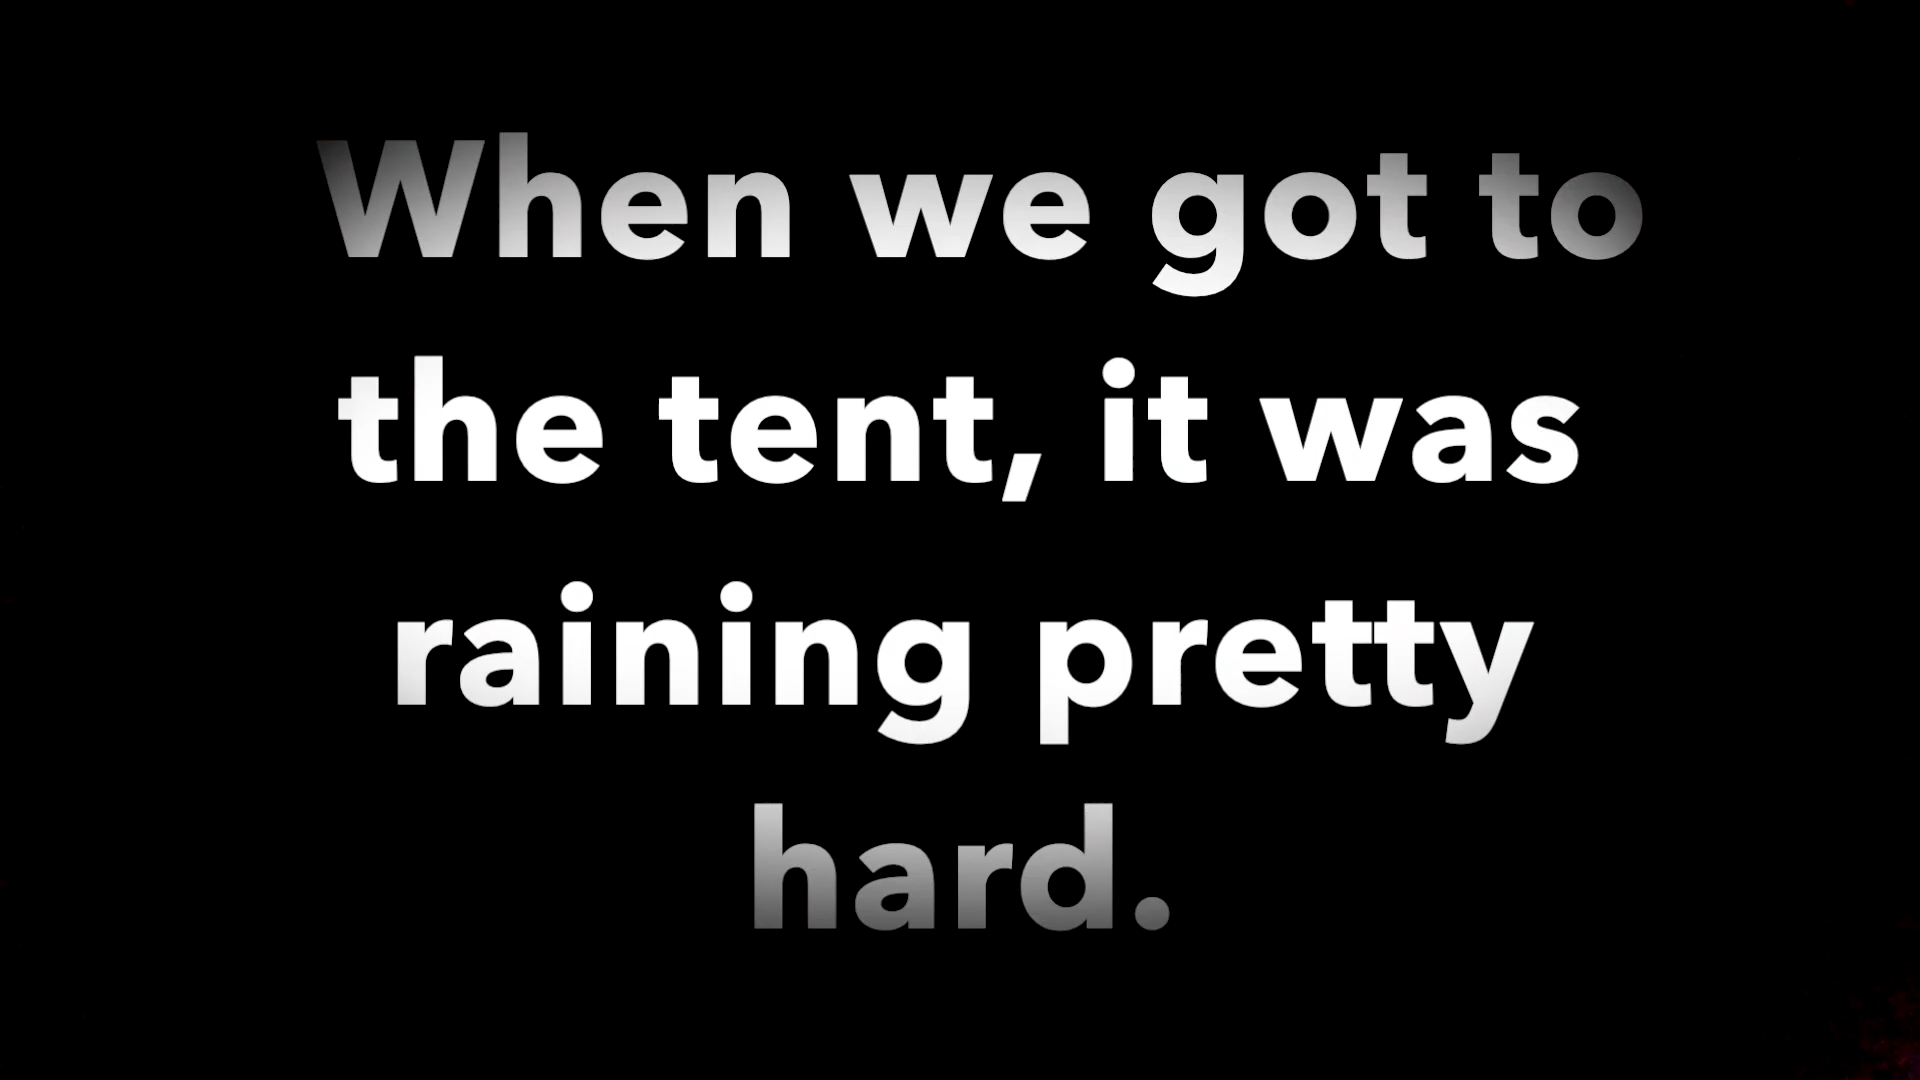 When we got to
the tent, it was
raining pretty
hard.